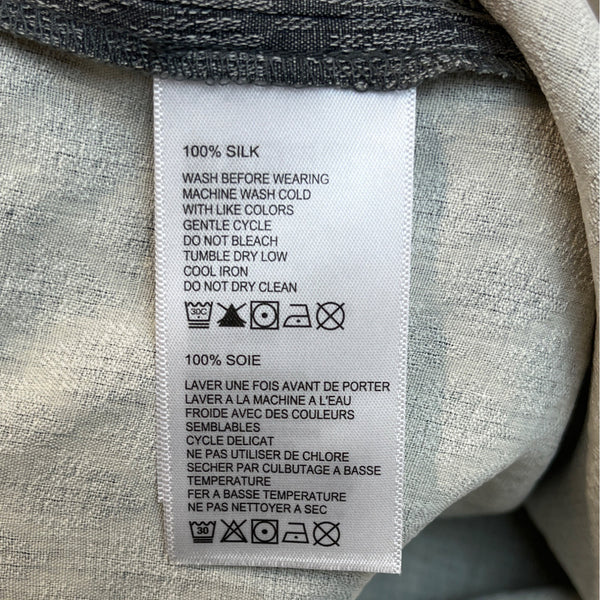 100% SILK
WASH BEFORE WEARING
MACHINE WASH COLD
WITH LIKE COLORS
GENTLE CYCLE
DO NOT BLEACH
TUMBLE DRY LOW
COOL IRON
DO NOT DRY CLEAN
30C
100% SOIE
LAVER UNE FOIS AVANT DE PORTER
LAVER A LA MACHINE A L'EAU
FROIDE AVEC DES COULEURS
SEMBLABLES
CYCLE DELICAT
NE PAS UTILISER DE CHLORE
SECHER PAR CULBUTAGE A BASSE
TEMPERATURE
FER A BASSE TEMPERATURE
NE PAS NETTOYER A SEC
30